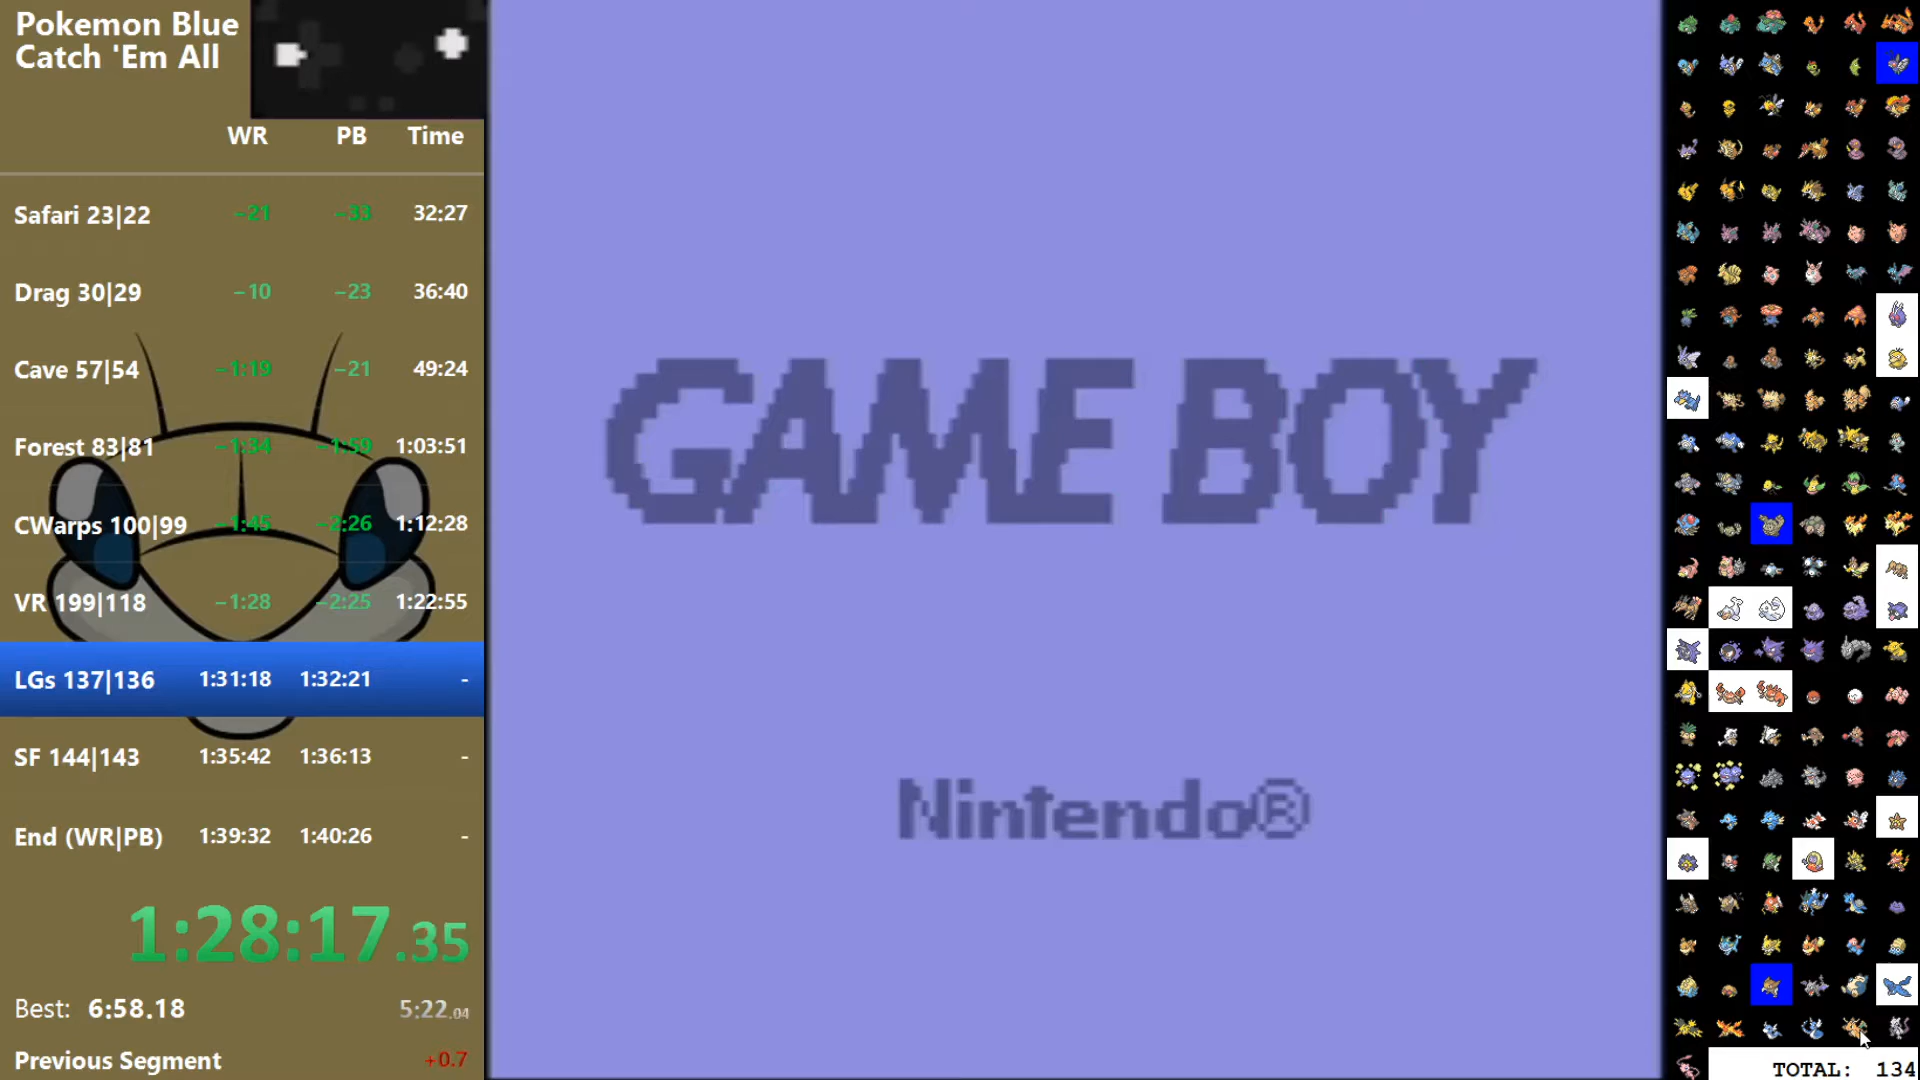 Pokemon Blue
Catch 'Em All
WR PB Time
Safari 23|22 −21 −33 32:27
Drag 30|29 −10 −23 36:40
Cave 57|54 −1:19 −21 49:24
Forest 83|81 −1:34 −1:59 1:03:51
CWarps 100|99 −1:45 −2:26 1:12:28
VR 199|118 −1:28 −2:25 1:22:55
LGs 137|136 1:31:18 1:32:21 -
SF 144|143 1:35:42 1:36:13 -
End (WR|PB) 1:39:32 1:40:26 -
1:28:17.35
Best: 6:58.18 5:22.04
Previous Segment +0.7
GAME BOY
Nintendo®
TOTAL: 134